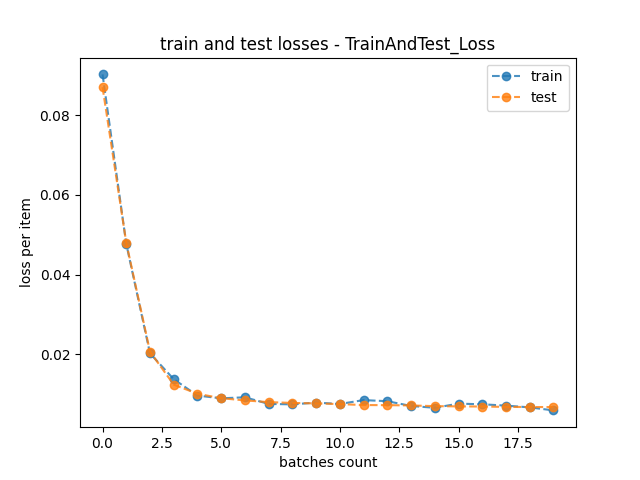 train and test losses - TrainAndTest_Loss
train
test
loss per item
0.08
0.06
0.04
0.02
0.0 2.5 5.0 7.5 10.0 12.5 15.0 17.5
batches count